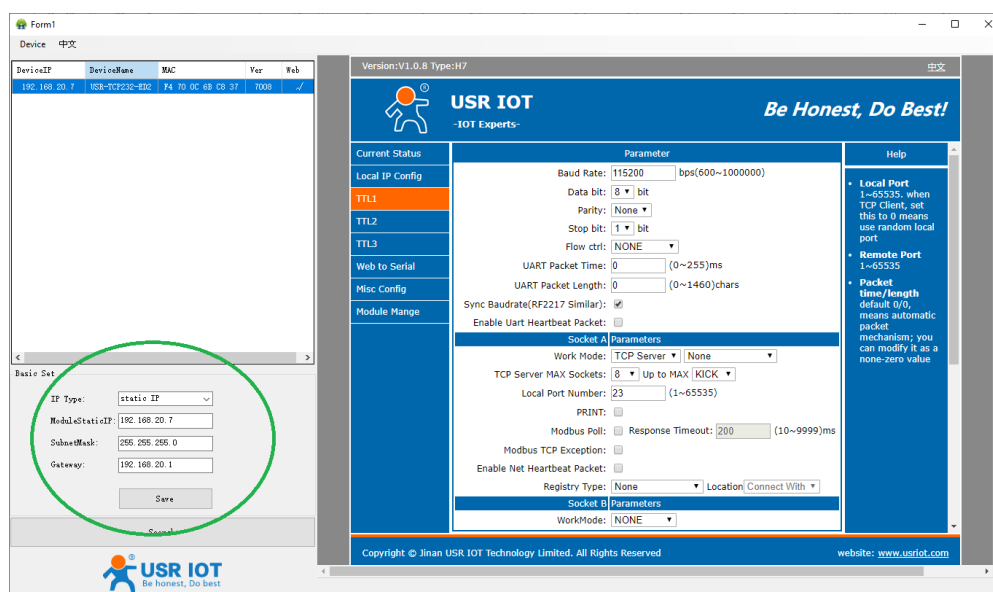 Form1
Device 中文
DeviceIP DeviceName MAC Ver Web
192.168.20.7 USR-TCP232-ED2 F4 70 0C 6B C8 37 7008 √
Basic Set
IP Type: static IP
ModuleStaticIP: 192.168.20.7
SubnetMask: 255.255.255.0
Gateway: 192.168.20.1
Save
Search
USR IOT
Be honest, Do best
Version:V1.0.8 Type:H7 中文
®
USR IOT
-IOT Experts-
Be Honest, Do Best!
Current Status
Local IP Config
TTL1
TTL2
TTL3
Web to Serial
Misc Config
Module Mange
Parameter
Baud Rate: 115200 bps(600~1000000)
Data bit: 8 bit
Parity: None
Stop bit: 1 bit
Flow ctrl: NONE
UART Packet Time: 0 (0~255)ms
UART Packet Length: 0 (0~1460)chars
Sync Baudrate(RF2217 Similar):
Enable Uart Heartbeat Packet:
Socket A Parameters
Work Mode: TCP Server None
TCP Server MAX Sockets: 8 Up to MAX KICK
Local Port Number: 23 (1~65535)
PRINT:
Modbus Poll: Response Timeout: 200 (10~9999)ms
Modbus TCP Exception:
Enable Net Heartbeat Packet:
Registry Type: None Location Connect With
Socket B Parameters
WorkMode: NONE
Help
• Local Port
1~65535. when
TCP Client, set
this to 0 means
use random local
port
• Remote Port
1~65535
• Packet
time/length
default 0/0,
means automatic
packet
mechanism; you
can modify it as a
none-zero value
Copyright © Jinan USR IOT Technology Limited. All Rights Reserved website: www.usriot.com